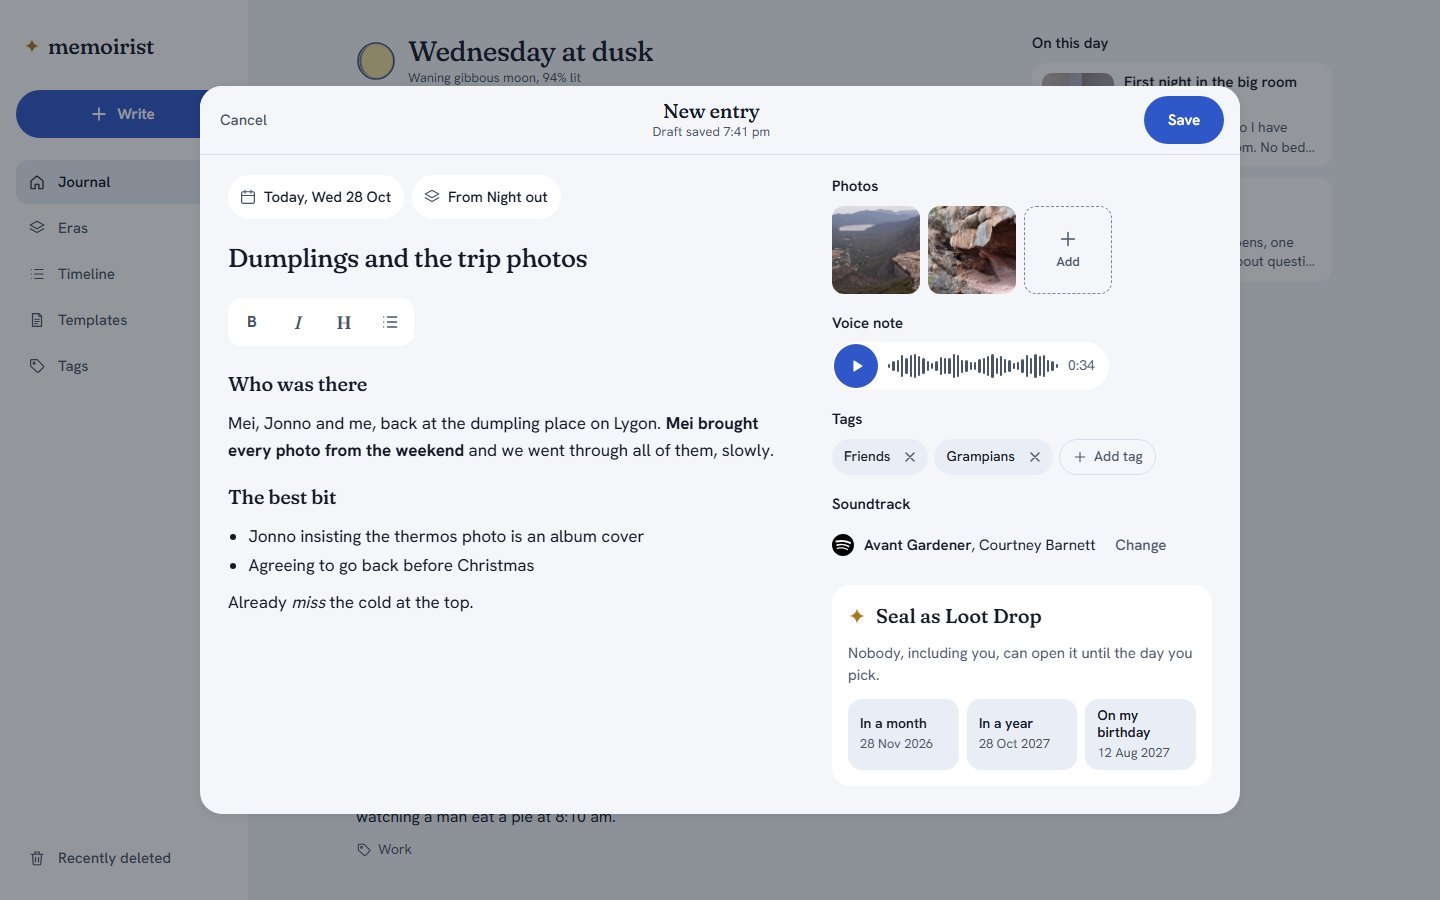 memoirist
Write
Journal
Eras
Timeline
Templates
Tags
Recently deleted
Wednesday at dusk
Waning gibbous moon, 94% lit
On this day
First night in the big room
o I have
om. No bed…
pens, one
bout questi…
Cancel
New entry
Draft saved 7:41 pm
Save
Today, Wed 28 Oct
From Night out
Dumplings and the trip photos
B I H
Who was there
Mei, Jonno and me, back at the dumpling place on Lygon. Mei brought
every photo from the weekend and we went through all of them, slowly.
The best bit
• Jonno insisting the thermos photo is an album cover
• Agreeing to go back before Christmas
Already miss the cold at the top.
Photos
Add
Voice note
0:34
Tags
Friends
Grampians
Add tag
Soundtrack
Avant Gardener, Courtney Barnett
Change
Seal as Loot Drop
Nobody, including you, can open it until the day you
pick.
In a month
28 Nov 2026
In a year
28 Oct 2027
On my
birthday
12 Aug 2027
watching a man eat a pie at 8:10 am.
Work